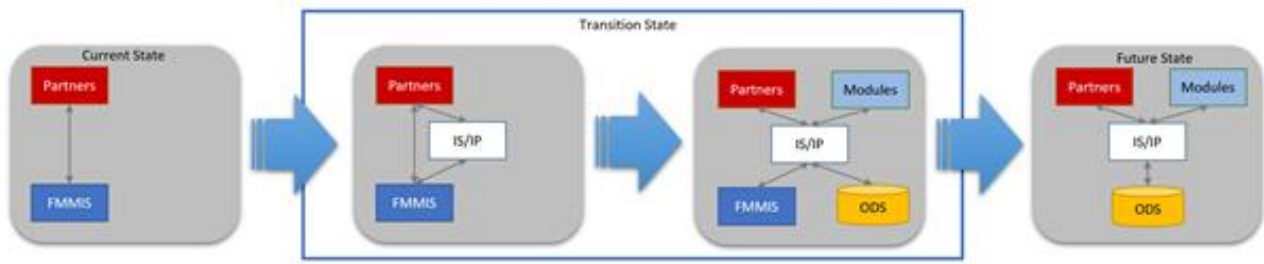 Transition State
Current State
Partners
FMMIS
Partners
IS/IP
FMMIS
Partners
Modules
IS/IP
FMMIS
ODS
Future State
Partners
Modules
IS/IP
ODS